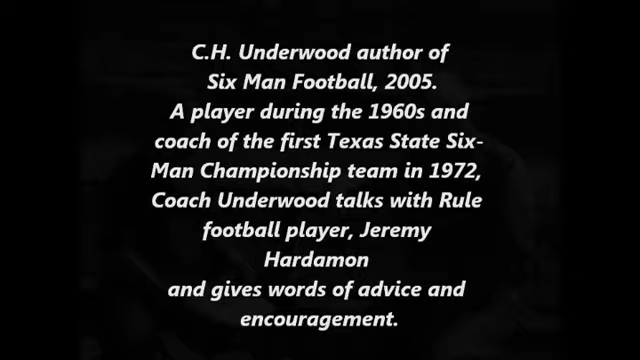 C.H. Underwood author of
Six Man Football, 2005.
A player during the 1960s and
coach of the first Texas State Six-
Man Championship team in 1972,
Coach Underwood talks with Rule
football player, Jeremy
Hardamon
and gives words of advice and
encouragement.